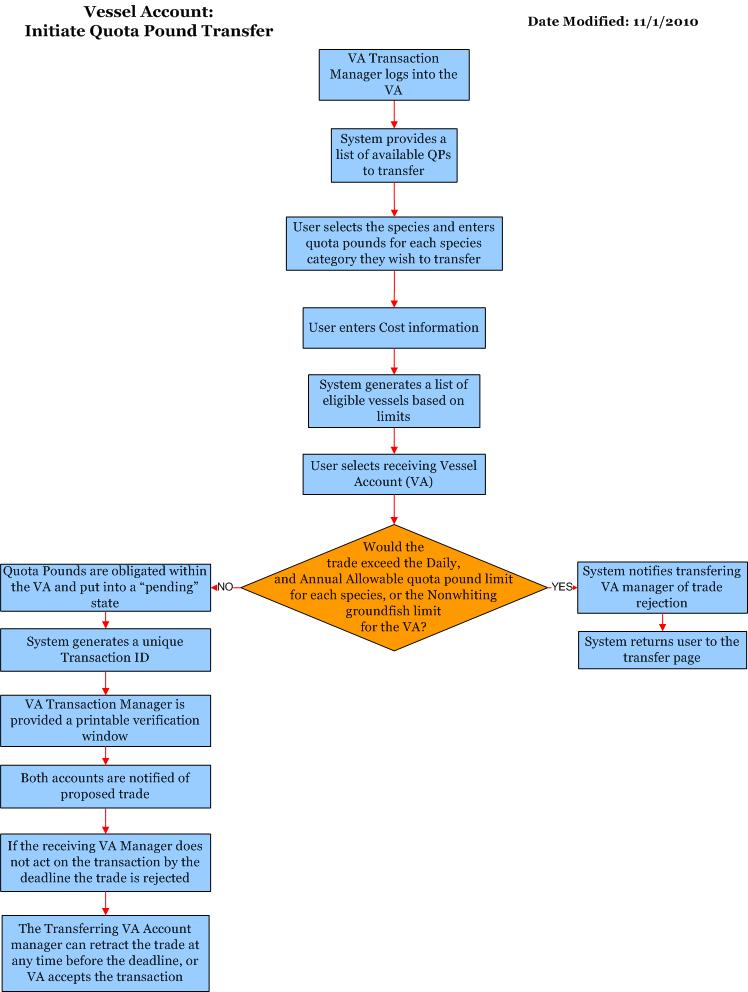 Vessel Account:
Initiate Quota Pound Transfer
Date Modified: 11/1/2010
VA Transaction
Manager logs into the
VA
System provides a
list of available QPs
to transfer
User selects the species and enters
quota pounds for each species
category they wish to transfer
User enters Cost information
System generates a list of
eligible vessels based on
limits
User selects receiving Vessel
Account (VA)
Would the
trade exceed the Daily,
and Annual Allowable quota pound limit
for each species, or the Nonwhiting
groundfish limit
for the VA?
NO
YES
Quota Pounds are obligated within
the VA and put into a “pending”
state
System generates a unique
Transaction ID
VA Transaction Manager is
provided a printable verification
window
Both accounts are notified of
proposed trade
If the receiving VA Manager does
not act on the transaction by the
deadline the trade is rejected
The Transferring VA Account
manager can retract the trade at
any time before the deadline, or
VA accepts the transaction
System notifies transfering
VA manager of trade
rejection
System returns user to the
transfer page